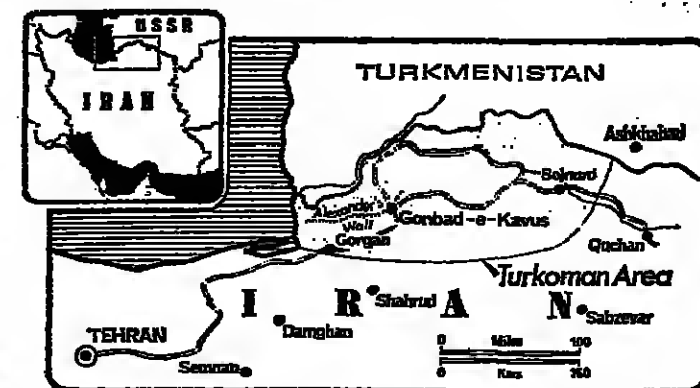 USSR
IRAN
TURKMENISTAN
Ashkhabad
Bojnurd
Alexander's
Wall
Gonbad-e-Kavus
Gorgan
Quchan
Turkoman Area
IRAN
Shahrud
Sabzevar
Damghan
TEHRAN
Semnan
0 Miles 100
0 Kms.